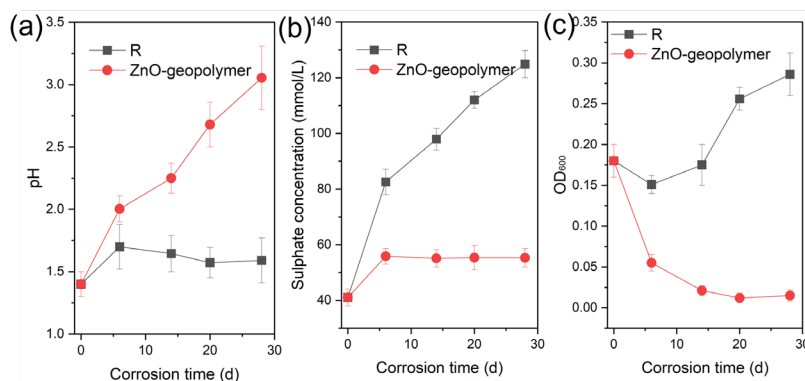 (a)
R
ZnO-geopolymer
pH
3.5
3.0
2.5
2.0
1.5
1.0
0
10
20
30
Corrosion time (d)
(b)
R
ZnO-geopolymer
Sulphate concentration (mmol/L)
140
120
100
80
60
40
0
10
20
30
Corrosion time (d)
(c)
R
ZnO-geopolymer
OD600
0.35
0.30
0.25
0.20
0.15
0.10
0.05
0.00
0
10
20
30
Corrosion time (d)